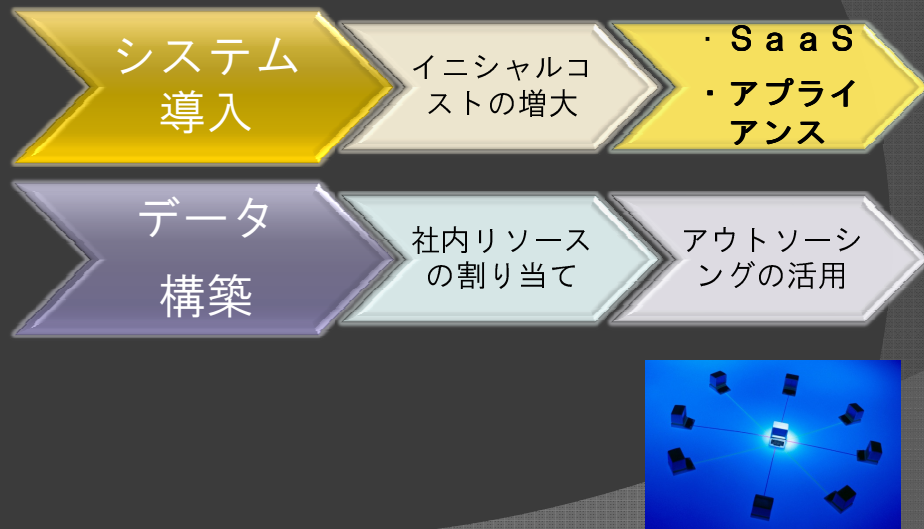 システム
導入
イニシャルコ
ストの増大
・ＳａａＳ
・アプライ
アンス
データ
構築
社内リソース
の割り当て
アウトソーシ
ングの活用